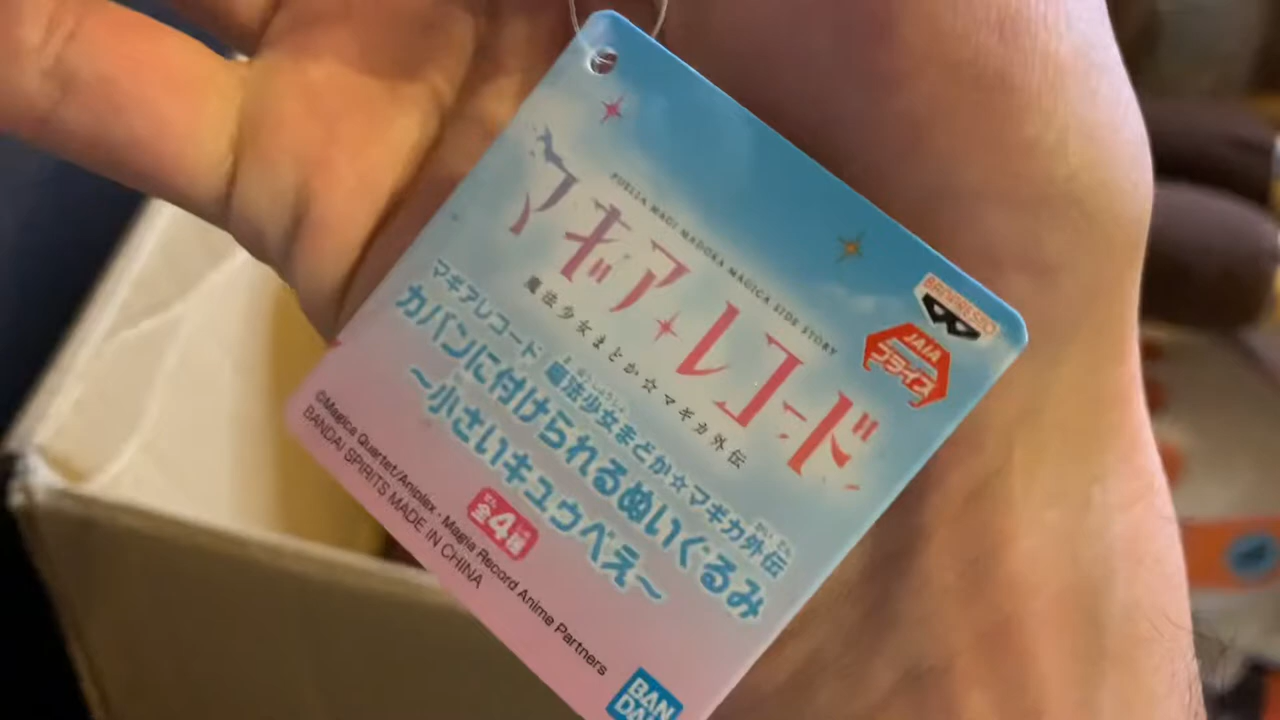 PUELLA MAGI MADOKA MAGICA SIDE STORY
マギア✦レコード
魔法少女まどか☆マギカ外伝
BANPRESTO
JAIA
プライズ
マギアレコード 魔法少女まどか☆マギカ外伝
カバンに付けられるぬいぐるみ
～小さいキュゥべえ～
全4種
©Magica Quartet/Aniplex・Magia Record Anime Partners
BANDAI SPIRITS MADE IN CHINA
BAN
DAI